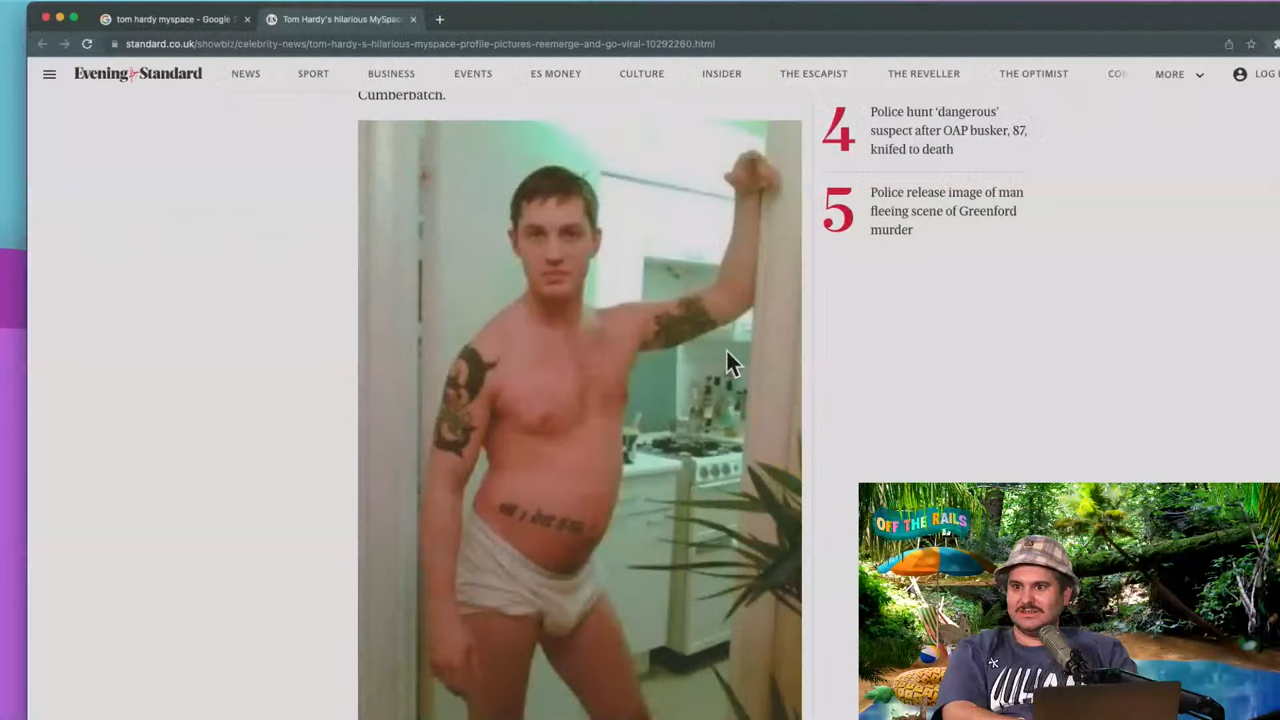 tom hardy myspace - Google
Tom Hardy's hilarious MySpac
standard.co.uk/showbiz/celebrity-news/tom-hardy-s-hilarious-myspace-profile-pictures-reemerge-and-go-viral-10292260.html
Evening Standard
NEWS
SPORT
BUSINESS
EVENTS
ES MONEY
CULTURE
INSIDER
THE ESCAPIST
THE REVELLER
THE OPTIMIST
MORE
LOG
Cumberbatch.
4
Police hunt ‘dangerous’
suspect after OAP busker, 87,
knifed to death
5
Police release image of man
fleeing scene of Greenford
murder
OFF THE RAILS